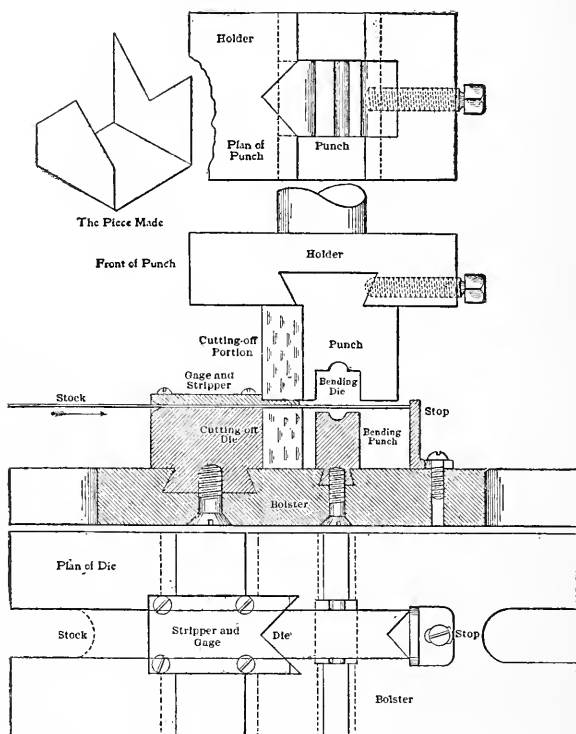 Holder
Plan of
Punch
Punch
The Piece Made
Front of Punch
Holder
Cutting-off
Portion
Punch
Gage and
Stripper
Bending
Die
Stock
Stop
Cutting off
Die
Bending
Punch
Bolster
Plan of Die
Stock
Stripper and
Gage
Die
Stop
Bolster